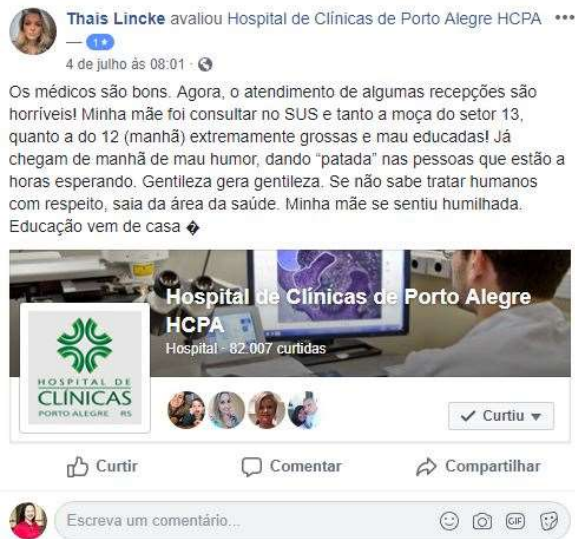 Thais Lincke avaliou Hospital de Clínicas de Porto Alegre HCPA
— 1★
4 de julho às 08:01 ·
Os médicos são bons. Agora, o atendimento de algumas recepções são
horríveis! Minha mãe foi consultar no SUS e tanto a moça do setor 13,
quanto a do 12 (manhã) extremamente grossas e mau educadas! Já
chegam de manhã de mau humor, dando “patada” nas pessoas que estão a
horas esperando. Gentileza gera gentileza. Se não sabe tratar humanos
com respeito, saia da área da saúde. Minha mãe se sentiu humilhada.
Educação vem de casa �
Hospital de Clínicas de Porto Alegre
HCPA
Hospital · 82.007 curtidas
HOSPITAL DE
CLÍNICAS
PORTO ALEGRE RS
Curtiu
Curtir Comentar Compartilhar
Escreva um comentário...
GIF